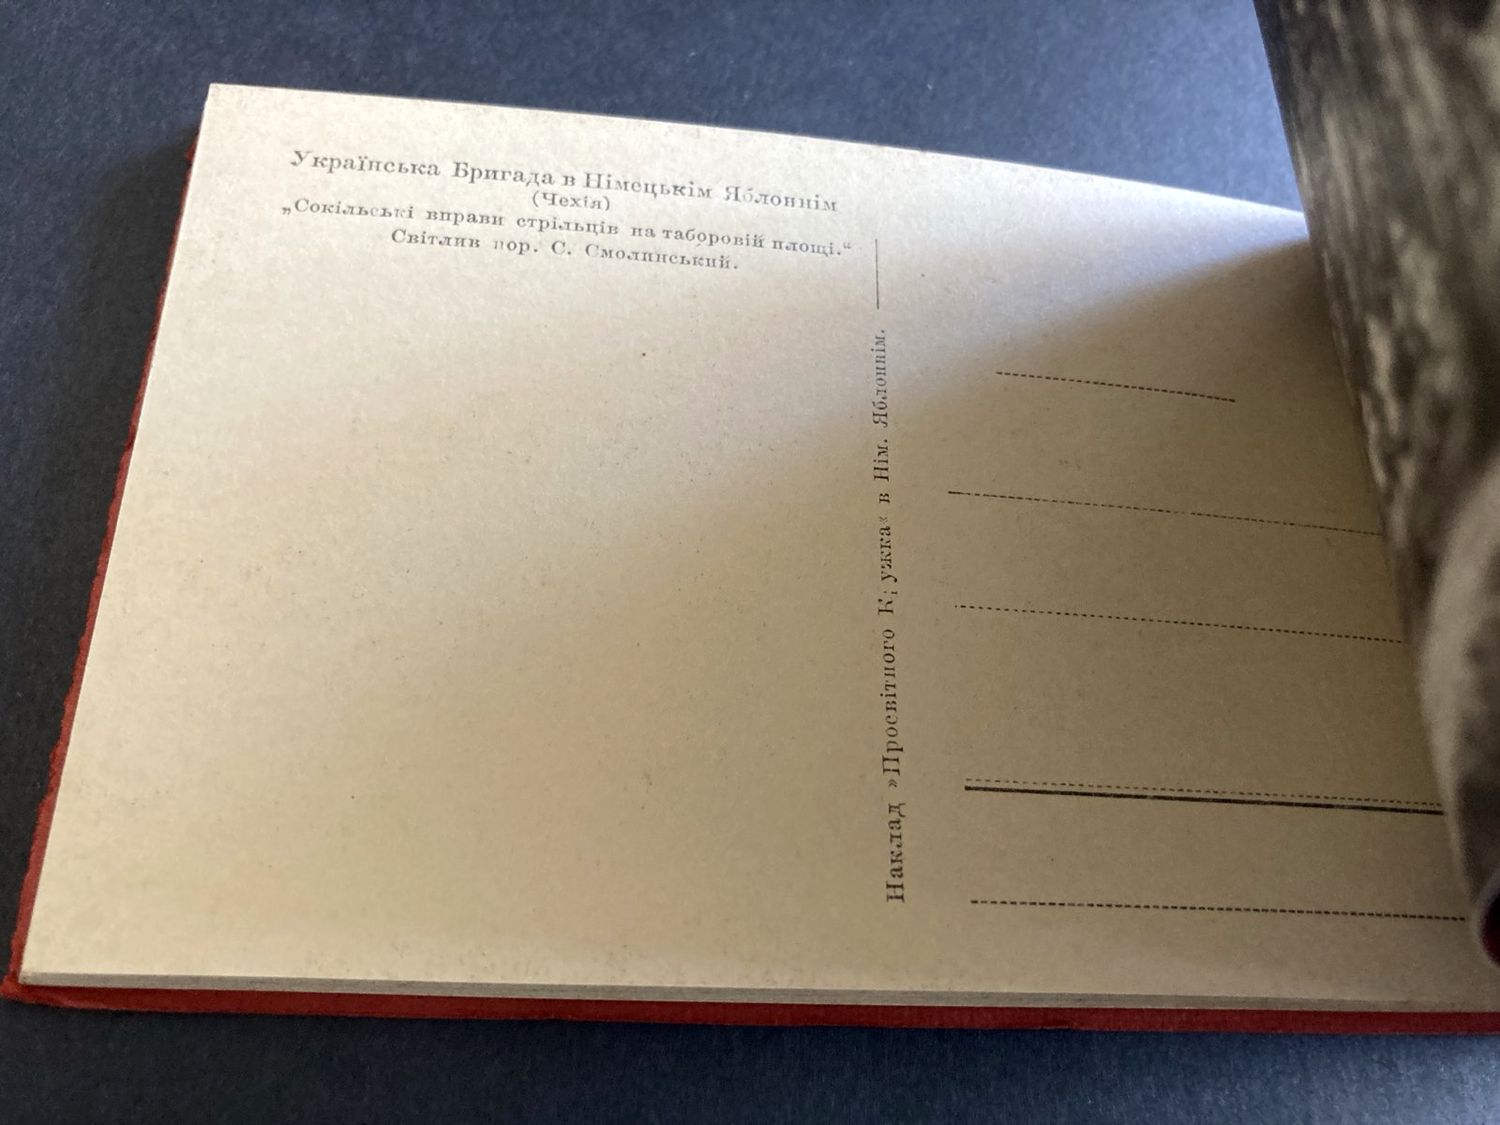 Українська Бригада в Німецькім Яблоннім
(Чехія)
„Сокільські вправи стрільців на таборовій площі.“
Світлив пор. С. Смолинський.
Наклад »Просвітного Кружка« в Нім. Яблоннім.